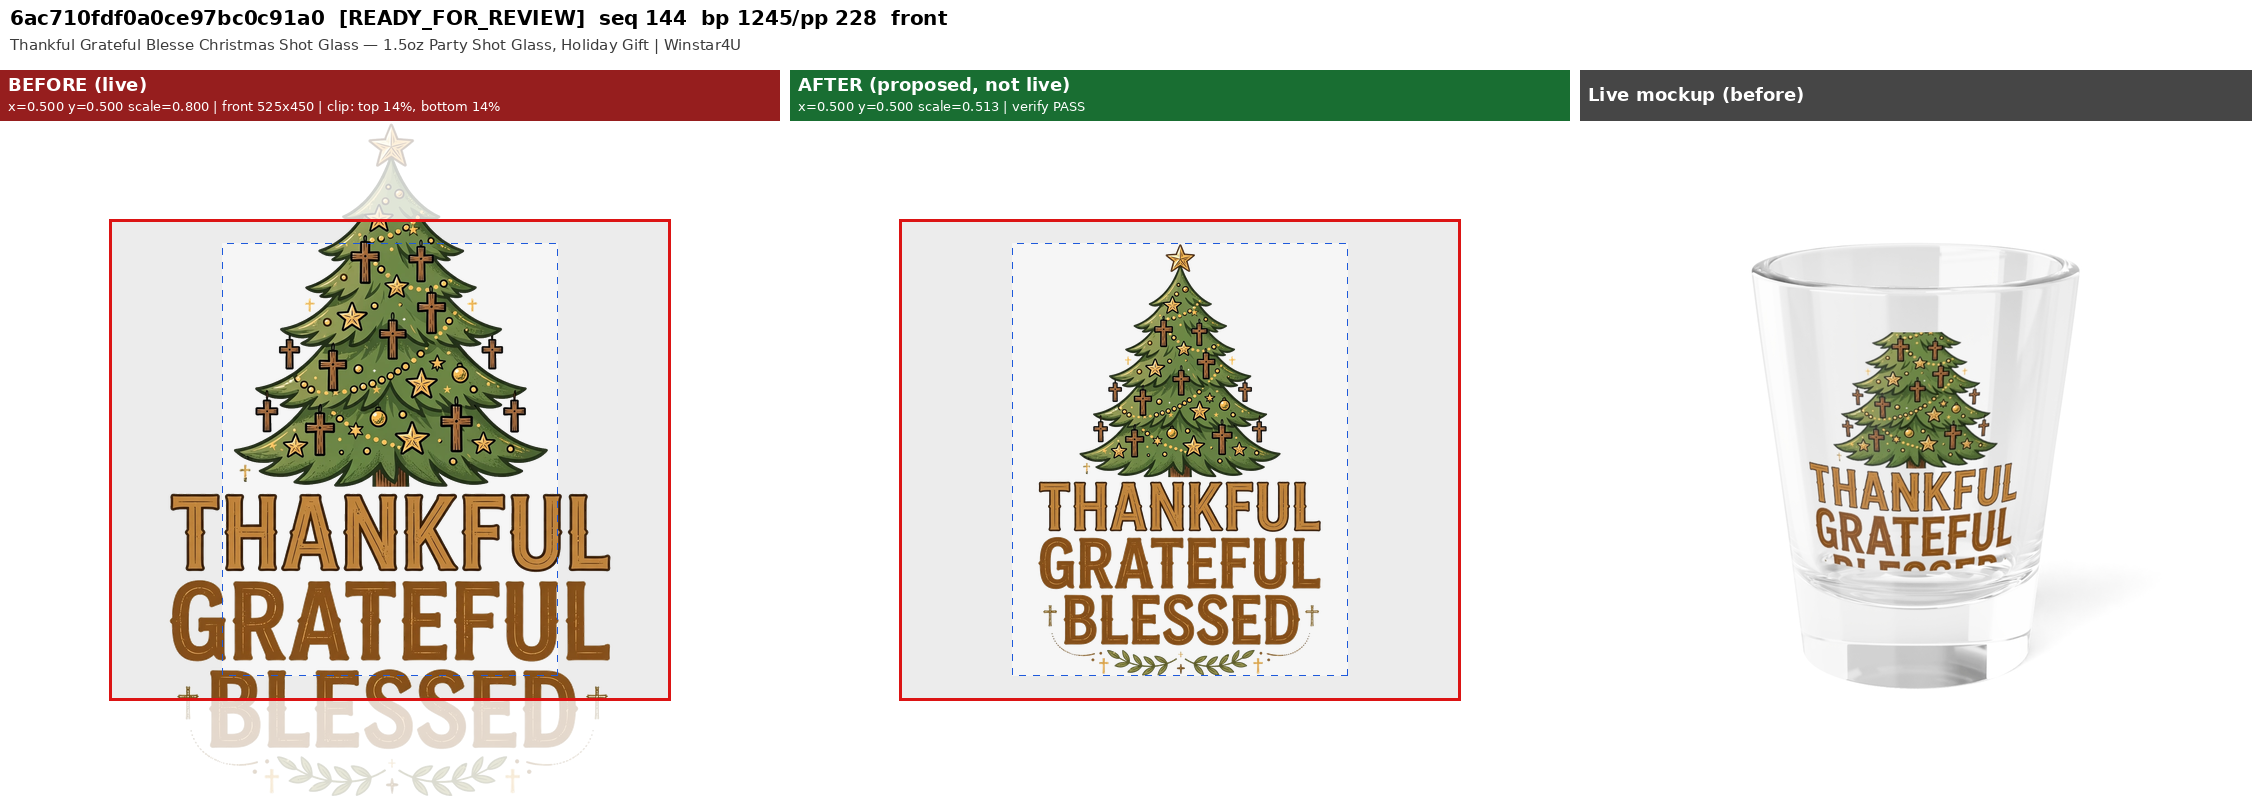 6ac710fdf0a0ce97bc0c91a0 [READY_FOR_REVIEW] seq 144 bp 1245/pp 228 front
Thankful Grateful Blesse Christmas Shot Glass — 1.5oz Party Shot Glass, Holiday Gift | Winstar4U
BEFORE (live)
x=0.500 y=0.500 scale=0.800 | front 525x450 | clip: top 14%, bottom 14%
THANKFUL
GRATEFUL
BLESSED
AFTER (proposed, not live)
x=0.500 y=0.500 scale=0.513 | verify PASS
THANKFUL
GRATEFUL
BLESSED
Live mockup (before)
THANKFUL
GRATEFUL
BLESSED